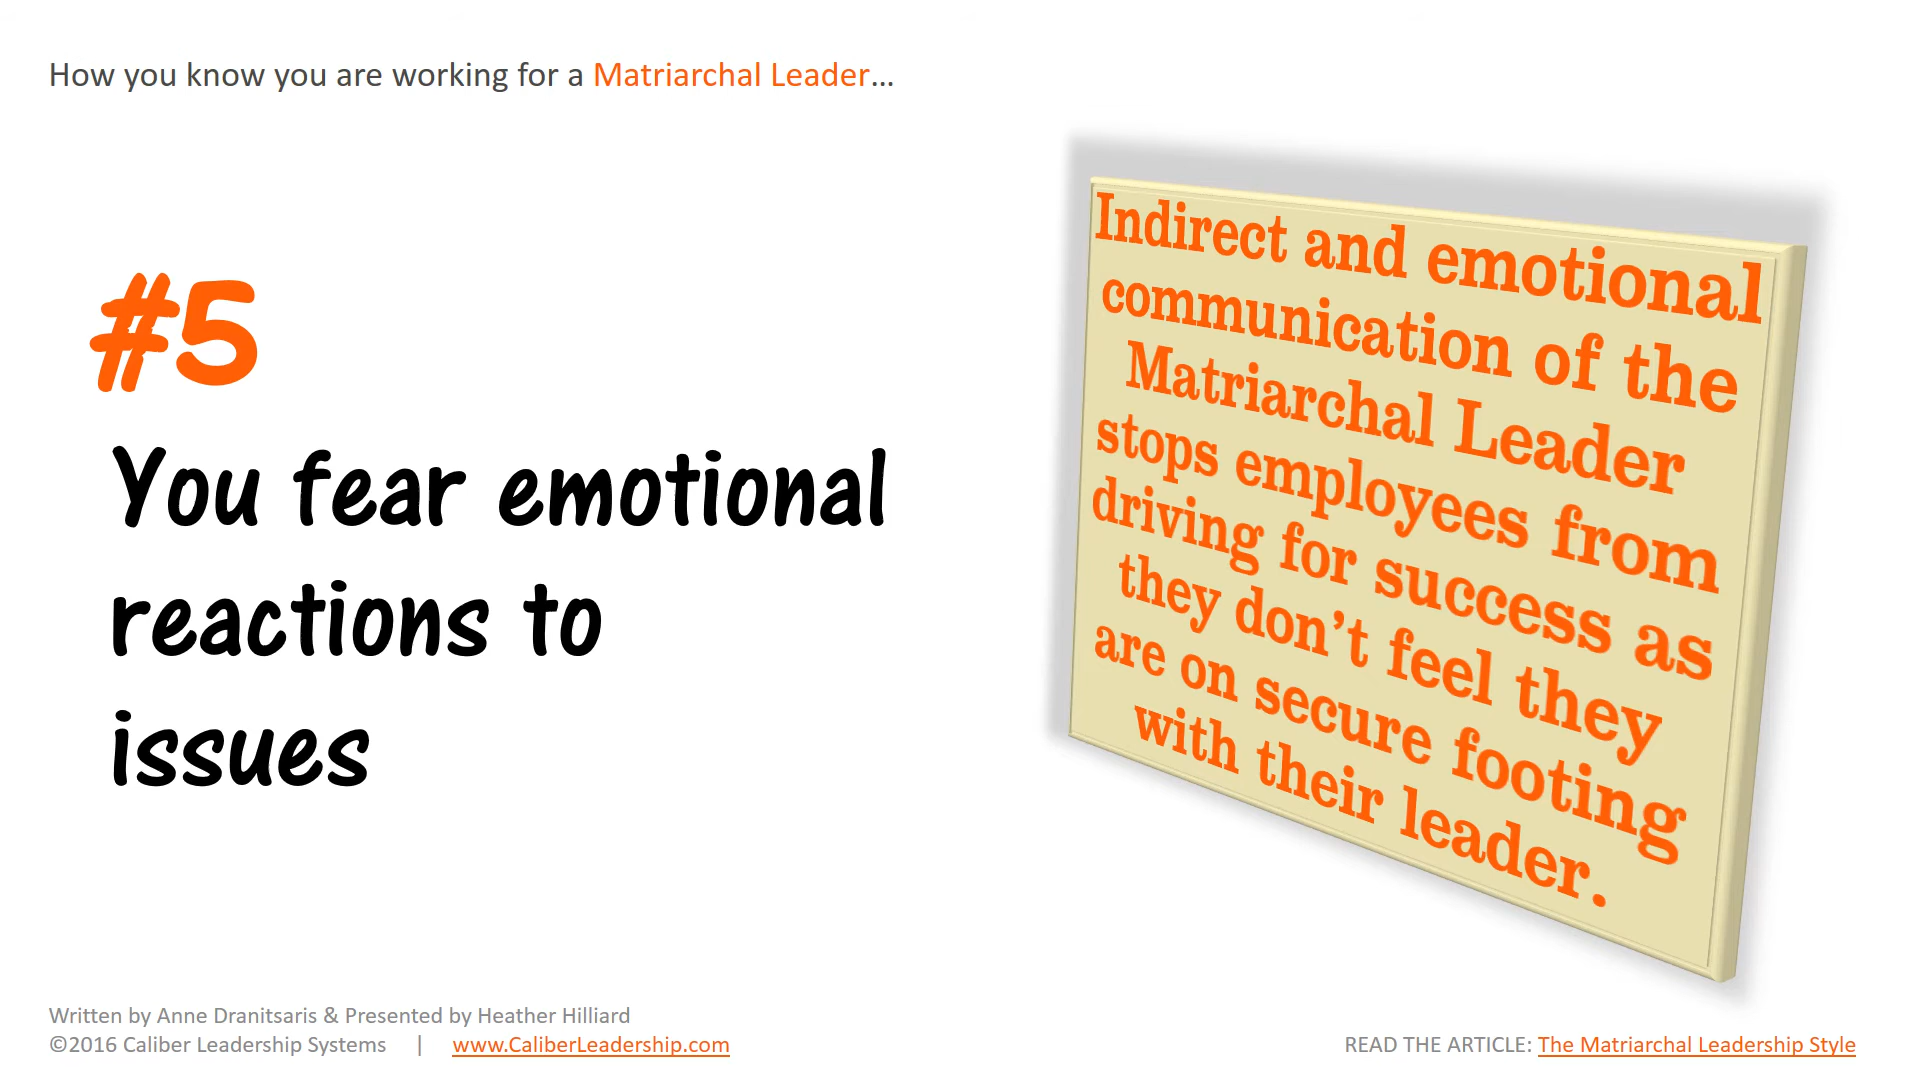 How you know you are working for a Matriarchal Leader...
#5
You fear emotional
reactions to
issues
Indirect and emotional
communication of the
Matriarchal Leader
stops employees from
driving for success as
they don’t feel they
are on secure footing
with their leader.
Written by Anne Dranitsaris & Presented by Heather Hilliard
©2016 Caliber Leadership Systems | www.CaliberLeadership.com
READ THE ARTICLE: The Matriarchal Leadership Style